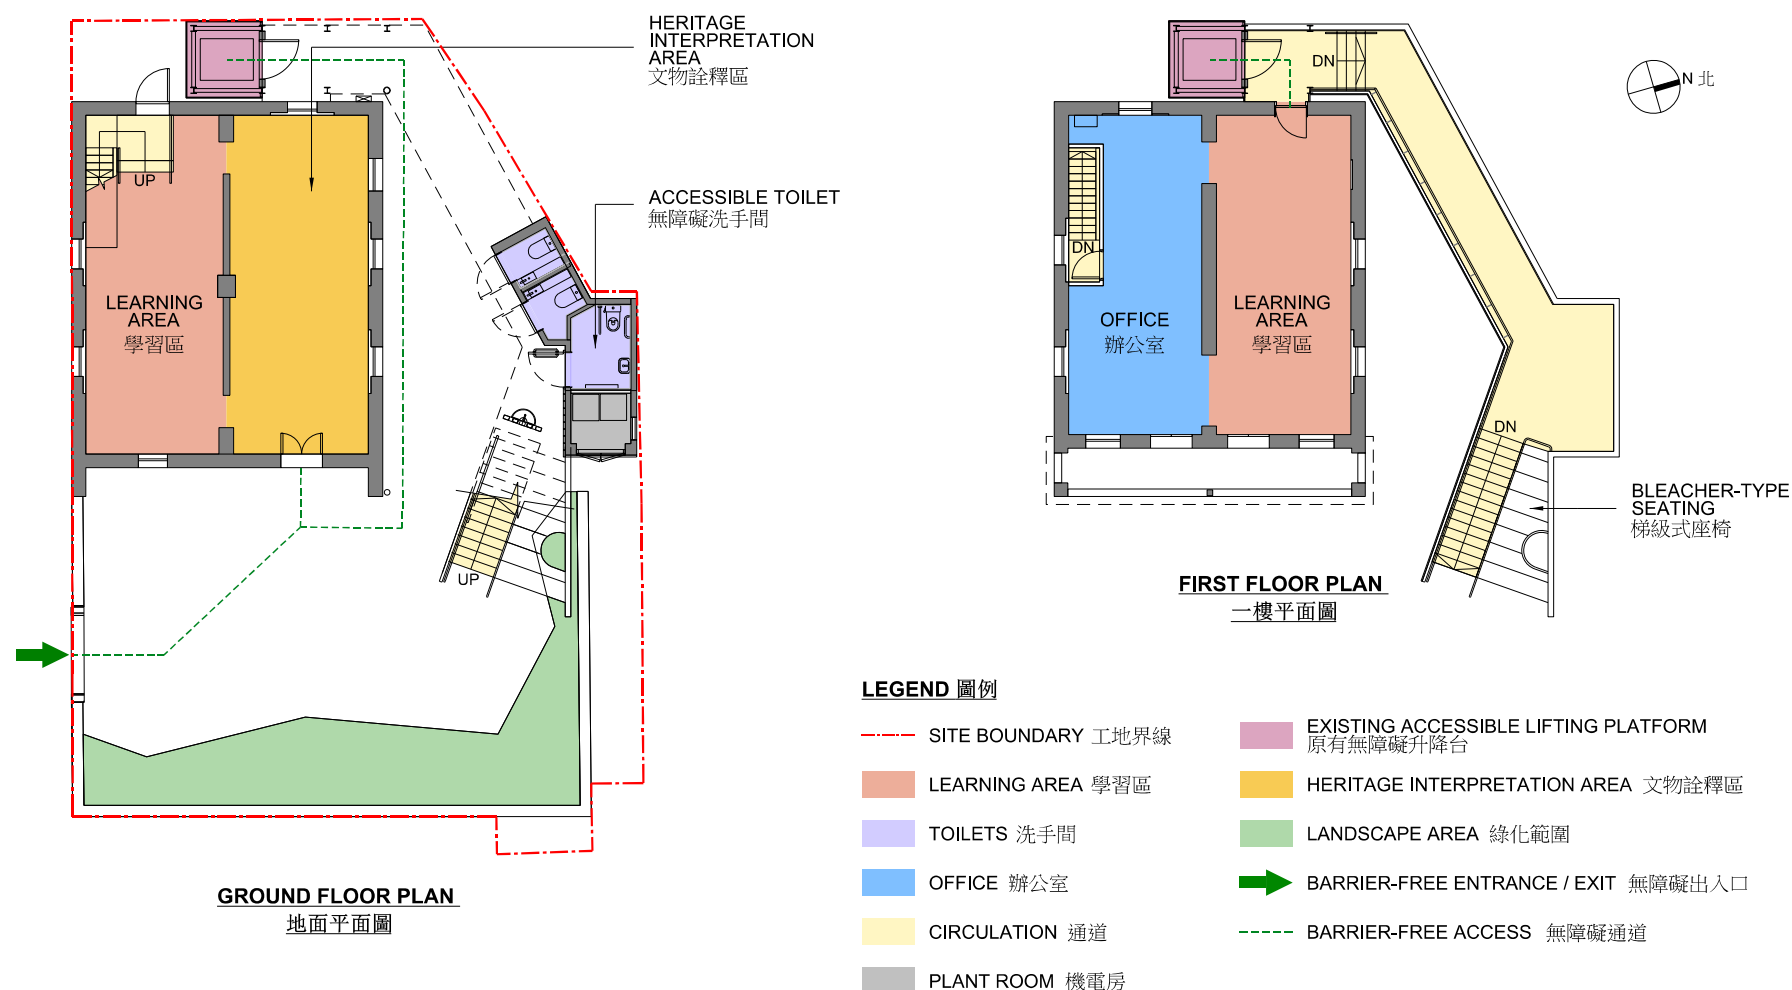 HERITAGE
INTERPRETATION
AREA
文物詮釋區
UP
ACCESSIBLE TOILET
無障礙洗手間
LEARNING
AREA
學習區
UP
GROUND FLOOR PLAN
地面平面圖
DN
N 北
DN
OFFICE
辦公室
LEARNING
AREA
學習區
DN
BLEACHER-TYPE
SEATING
梯級式座椅
FIRST FLOOR PLAN
一樓平面圖
LEGEND 圖例
SITE BOUNDARY 工地界線
LEARNING AREA 學習區
TOILETS 洗手間
OFFICE 辦公室
CIRCULATION 通道
PLANT ROOM 機電房
EXISTING ACCESSIBLE LIFTING PLATFORM
原有無障礙升降台
HERITAGE INTERPRETATION AREA 文物詮釋區
LANDSCAPE AREA 綠化範圍
BARRIER-FREE ENTRANCE / EXIT 無障礙出入口
BARRIER-FREE ACCESS 無障礙通道